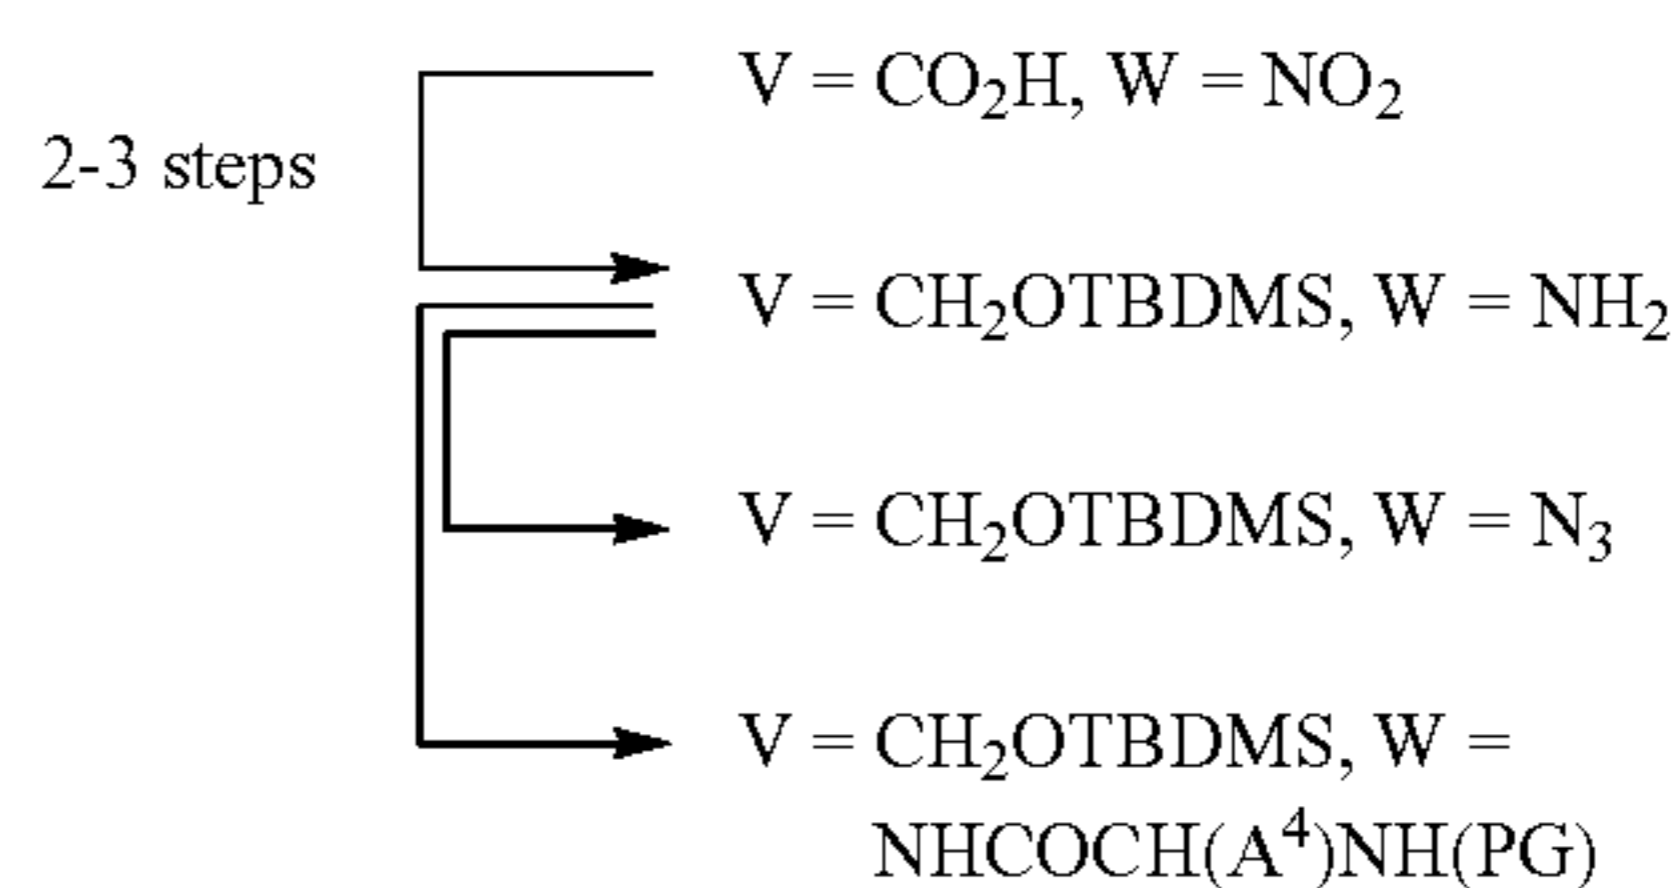 V = CO₂H, W = NO₂
2-3 steps
V = CH₂OTBDMS, W = NH₂
V = CH₂OTBDMS, W = N₃
V = CH₂OTBDMS, W =
NHCOCH(A⁴)NH(PG)